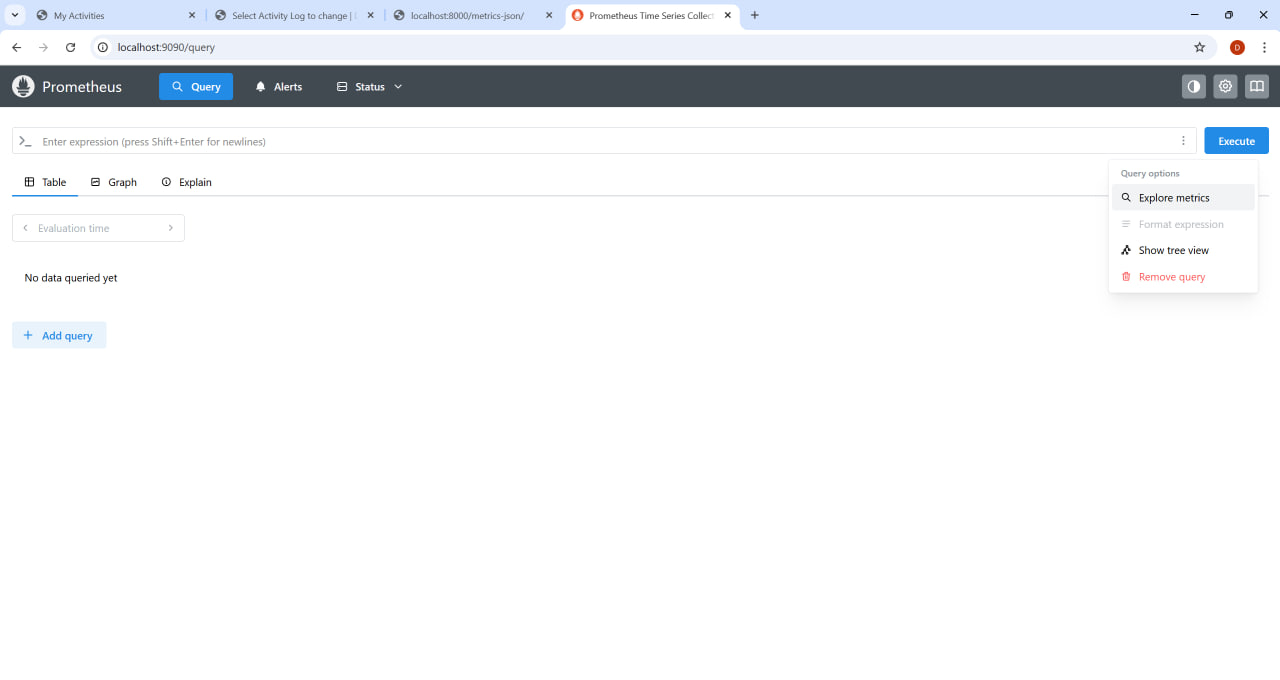 My Activities
Select Activity Log to change |
localhost:8000/metrics-json/
Prometheus Time Series Collect
localhost:9090/query
D
Prometheus
Query
Alerts
Status
Enter expression (press Shift+Enter for newlines)
Execute
Table
Graph
Explain
Query options
Explore metrics
Format expression
Show tree view
Remove query
Evaluation time
No data queried yet
Add query